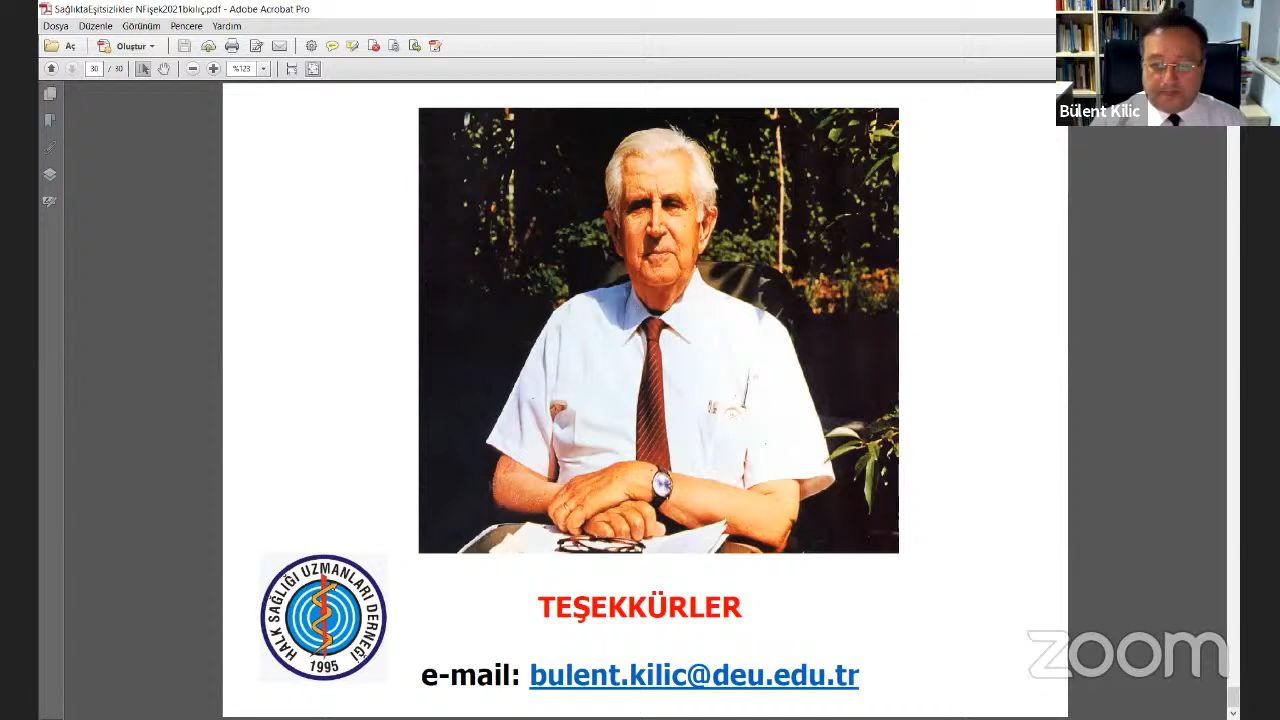 SağlıktaEşitsizlikler NFişek2021bkılıç.pdf - Adobe Acrobat Pro
Dosya Düzenle Görünüm Pencere Yardım
Aç Oluştur
30 / 30 %123
Bülent Kilic
HALK SAĞLIĞI UZMANLARI DERNEĞİ
1995
TEŞEKKÜRLER
e-mail: bulent.kilic@deu.edu.tr
zoom